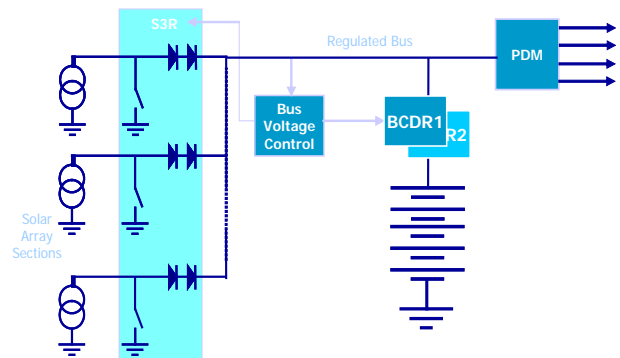 S3R
Regulated Bus
PDM
Bus
Voltage
Control
BCDR1
R2
Solar
Array
Sections